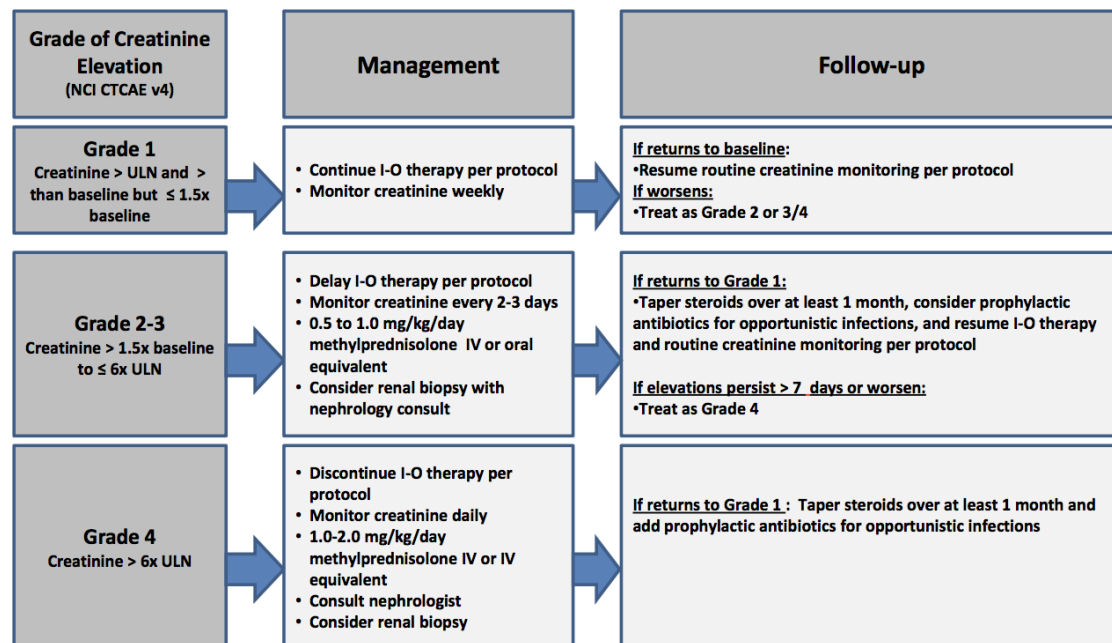 Grade of Creatinine
Elevation
(NCI CTCAE v4)
Management
Follow-up
Grade 1
Creatinine > ULN and >
than baseline but ≤ 1.5x
baseline
• Continue I-O therapy per protocol
• Monitor creatinine weekly
If returns to baseline:
•Resume routine creatinine monitoring per protocol
If worsens:
•Treat as Grade 2 or 3/4
Grade 2-3
Creatinine > 1.5x baseline
to ≤ 6x ULN
• Delay I-O therapy per protocol
• Monitor creatinine every 2-3 days
• 0.5 to 1.0 mg/kg/day
methylprednisolone IV or oral
equivalent
• Consider renal biopsy with
nephrology consult
If returns to Grade 1:
•Taper steroids over at least 1 month, consider prophylactic
antibiotics for opportunistic infections, and resume I-O therapy
and routine creatinine monitoring per protocol
If elevations persist > 7 days or worsen:
•Treat as Grade 4
Grade 4
Creatinine > 6x ULN
• Discontinue I-O therapy per
protocol
• Monitor creatinine daily
• 1.0-2.0 mg/kg/day
methylprednisolone IV or IV
equivalent
• Consult nephrologist
• Consider renal biopsy
If returns to Grade 1 : Taper steroids over at least 1 month and
add prophylactic antibiotics for opportunistic infections